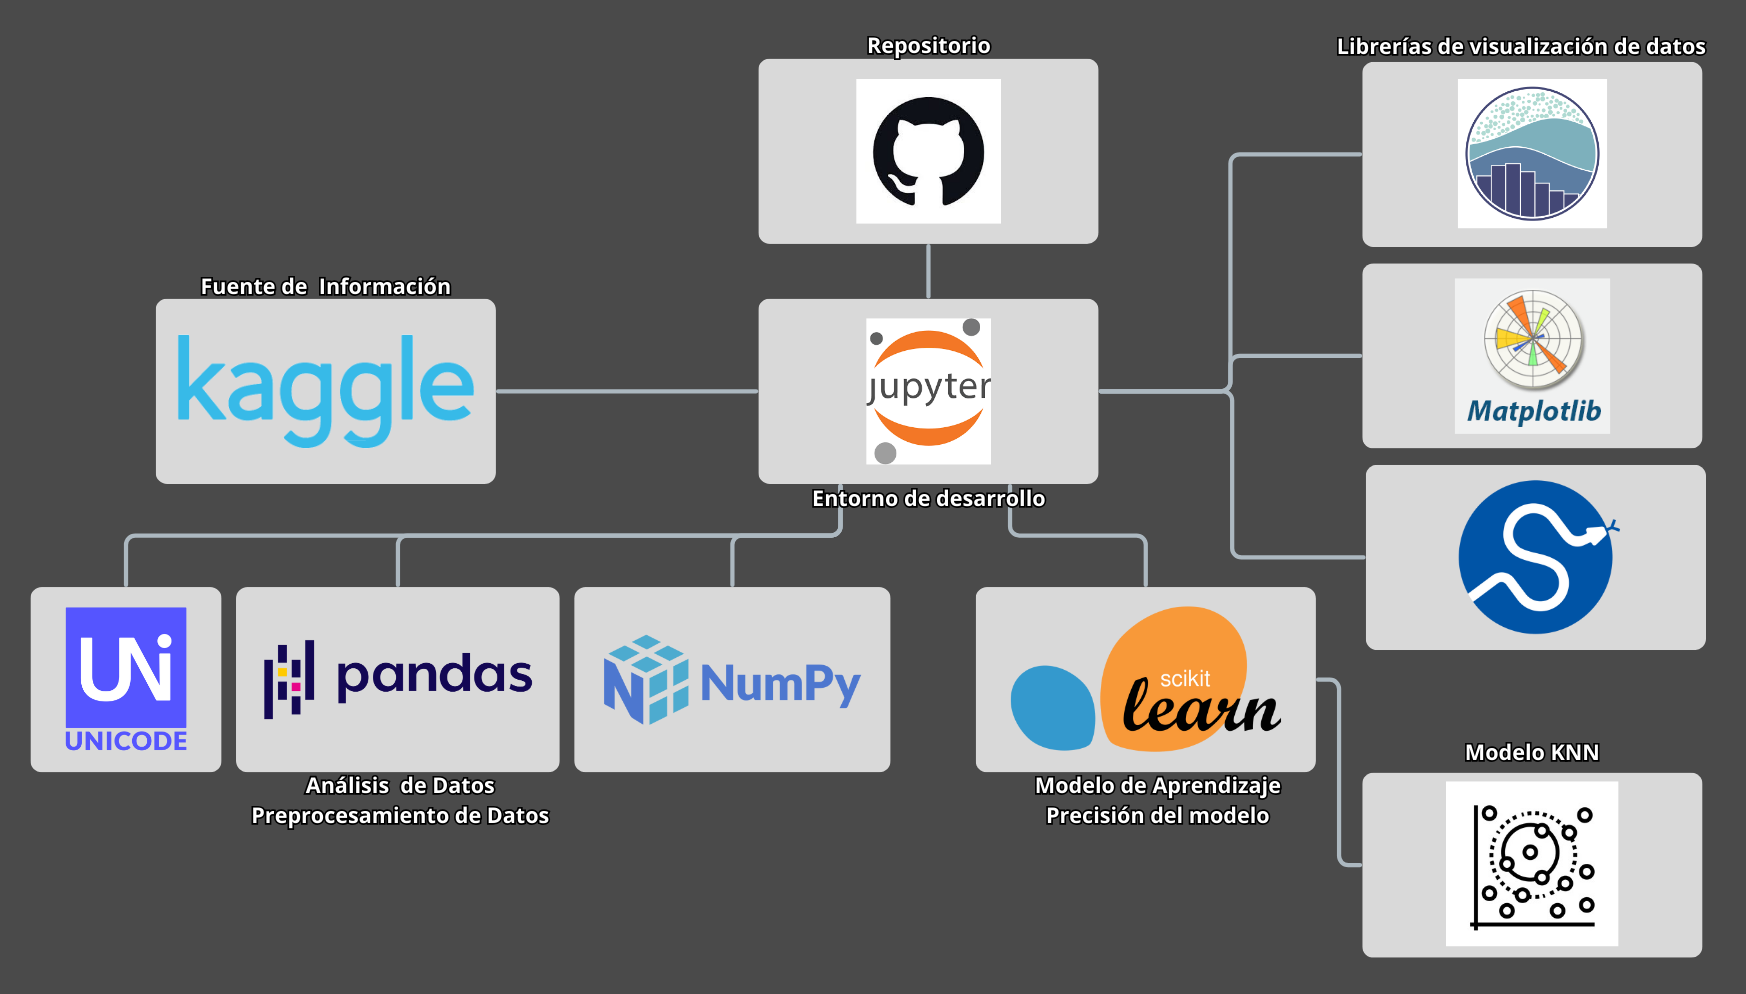 Repositorio
Librerías de visualización de datos
Fuente de  Información
kaggle
jupyter
Matplotlib
Entorno de desarrollo
UNi
UNICODE
pandas
NumPy
scikit
learn
Análisis  de Datos
Preprocesamiento de Datos
Modelo de Aprendizaje
Precisión del modelo
Modelo KNN